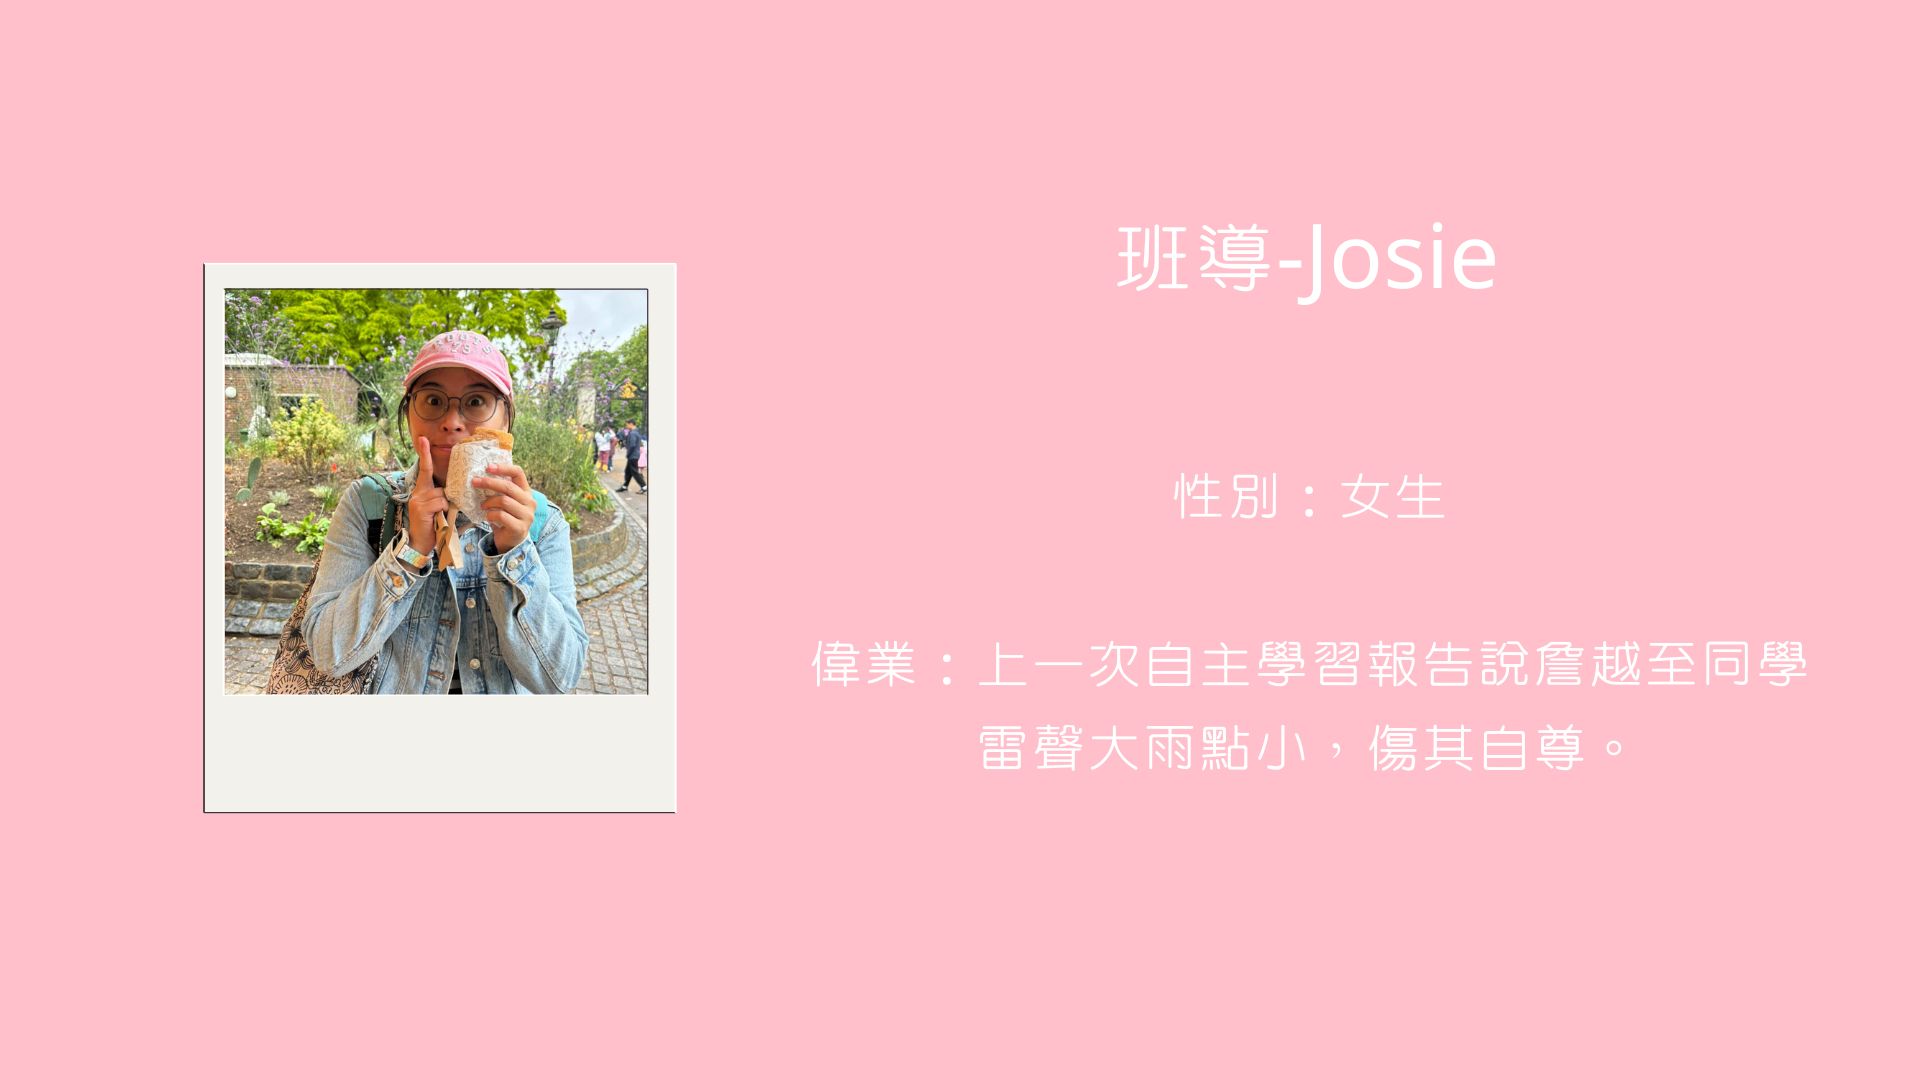 班導-Josie
性別：女生
偉業：上一次自主學習報告說詹越至同學
雷聲大雨點小，傷其自尊。